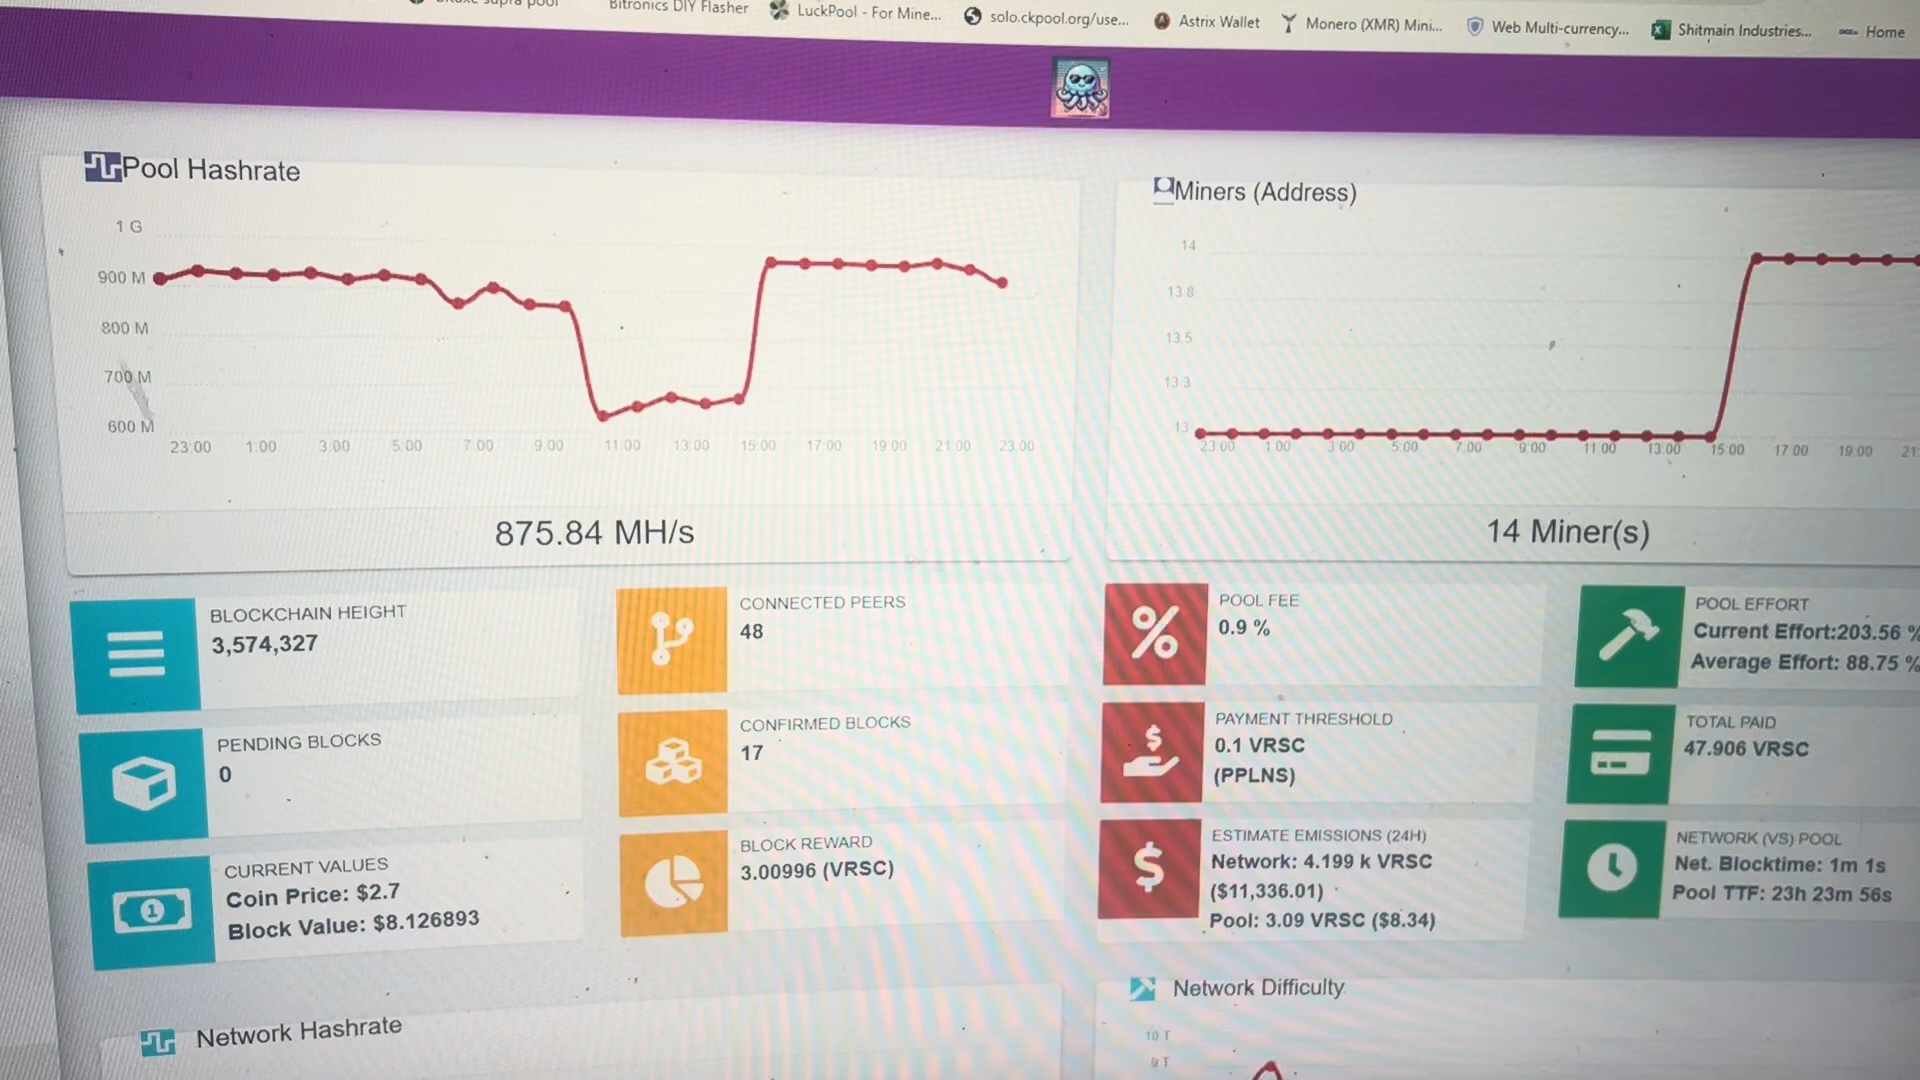 Bitronics DIY Flasher
LuckPool - For Mine...
solo.ckpool.org/use...
Astrix Wallet
Monero (XMR) Mini...
Web Multi-currency...
Shitmain Industries...
Home
Pool Hashrate
1 G
900 M
800 M
700 M
600 M
23:00 1:00 3:00 5:00 7:00 9:00 11:00 13:00 15:00 17:00 19:00 21:00 23:00
875.84 MH/s
Miners (Address)
14
13.8
13.5
13.3
13
23:00 1:00 3:00 5:00 7:00 9:00 11:00 13:00 15:00 17:00 19:00 21
14 Miner(s)
BLOCKCHAIN HEIGHT
3,574,327
CONNECTED PEERS
48
POOL FEE
0.9 %
POOL EFFORT
Current Effort:203.56 %
Average Effort: 88.75 %
PENDING BLOCKS
0
CONFIRMED BLOCKS
17
PAYMENT THRESHOLD
0.1 VRSC
(PPLNS)
TOTAL PAID
47.906 VRSC
CURRENT VALUES
Coin Price: $2.7
Block Value: $8.126893
BLOCK REWARD
3.00996 (VRSC)
ESTIMATE EMISSIONS (24H)
Network: 4.199 k VRSC
($11,336.01)
Pool: 3.09 VRSC ($8.34)
NETWORK (VS) POOL
Net. Blocktime: 1m 1s
Pool TTF: 23h 23m 56s
Network Hashrate
Network Difficulty
10 T
9 T